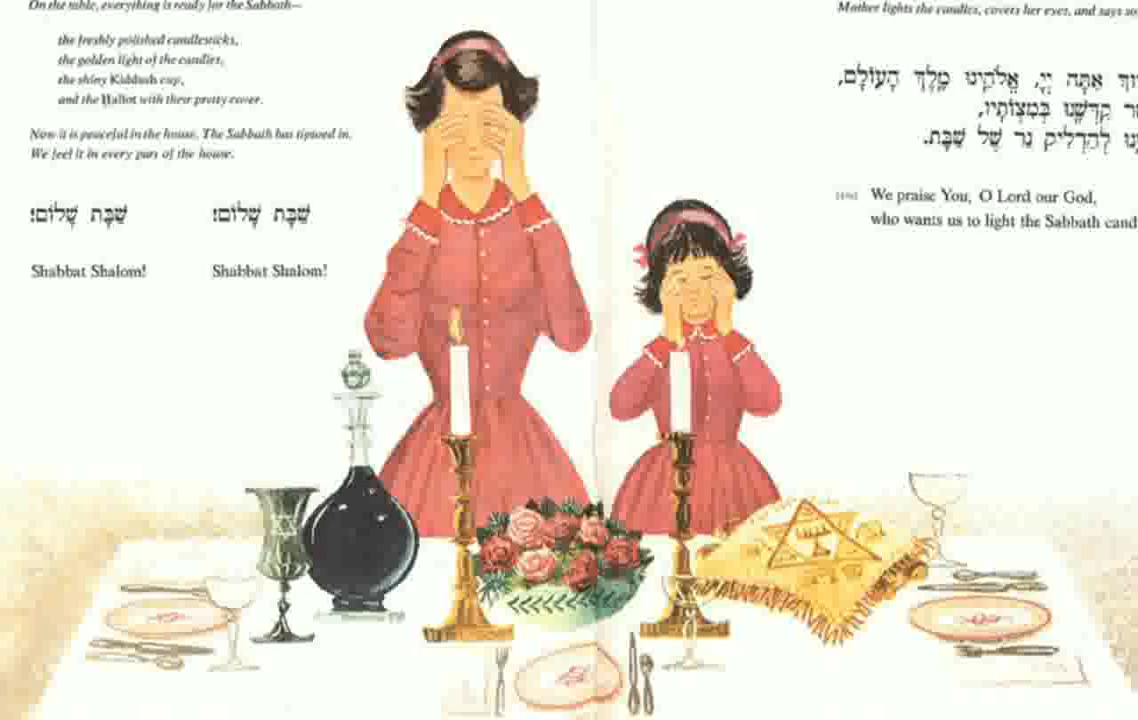 On the table, everything is ready for the Sabbath—
the freshly polished candlesticks,
the golden light of the candles,
the shiny Kiddush cup,
and the Ḥallot with their pretty cover.
Now it is peaceful in the house. The Sabbath has tiptoed in.
We feel it in every part of the house.
שַׁבָּת שָׁלוֹם! שַׁבָּת שָׁלוֹם!
Shabbat Shalom! Shabbat Shalom!
Mother lights the candles, covers her eyes, and says
אַתָּה יְיָ, אֱלֹהֵינוּ מֶלֶךְ הָעוֹלָם,
קִדְּשָׁנוּ בְּמִצְוֹתָיו,
לְהַדְלִיק נֵר שֶׁל שַׁבָּת.
We praise You, O Lord our God,
who wants us to light the Sabbath